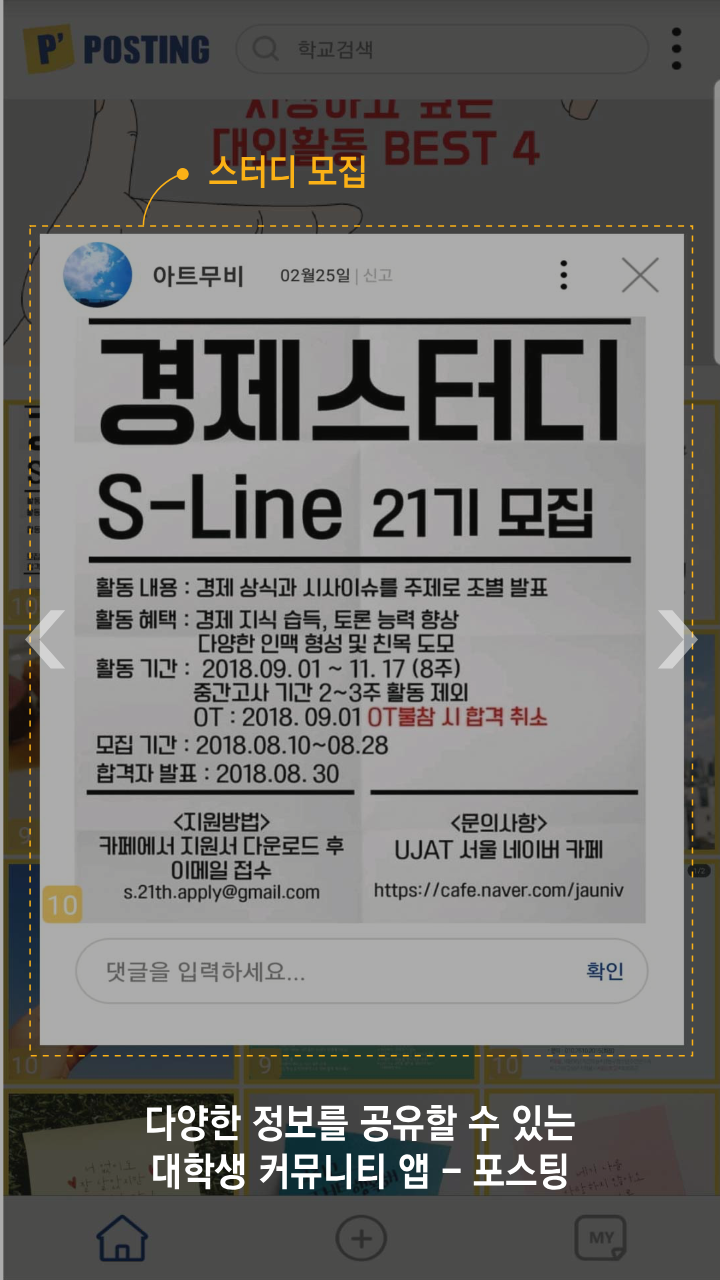 P' POSTING
학교검색
대외활동 BEST 4
스터디 모집
아트무비 02월25일 | 신고
경제스터디
S-Line 21기 모집
활동 내용 : 경제 상식과 시사이슈를 주제로 조별 발표
활동 혜택 : 경제 지식 습득, 토론 능력 향상
다양한 인맥 형성 및 친목 도모
활동 기간 : 2018.09. 01 ~ 11. 17 (8주)
중간고사 기간 2~3주 활동 제외
OT : 2018. 09.01 OT불참 시 합격 취소
모집 기간 : 2018.08.10~08.28
합격자 발표 : 2018.08. 30
<지원방법>
카페에서 지원서 다운로드 후
이메일 접수
s.21th.apply@gmail.com
<문의사항>
UJAT 서울 네이버 카페
https://cafe.naver.com/jauniv
10
댓글을 입력하세요...
확인
10
9
1/2
10
9
10
다양한 정보를 공유할 수 있는
대학생 커뮤니티 앱 - 포스팅
MY